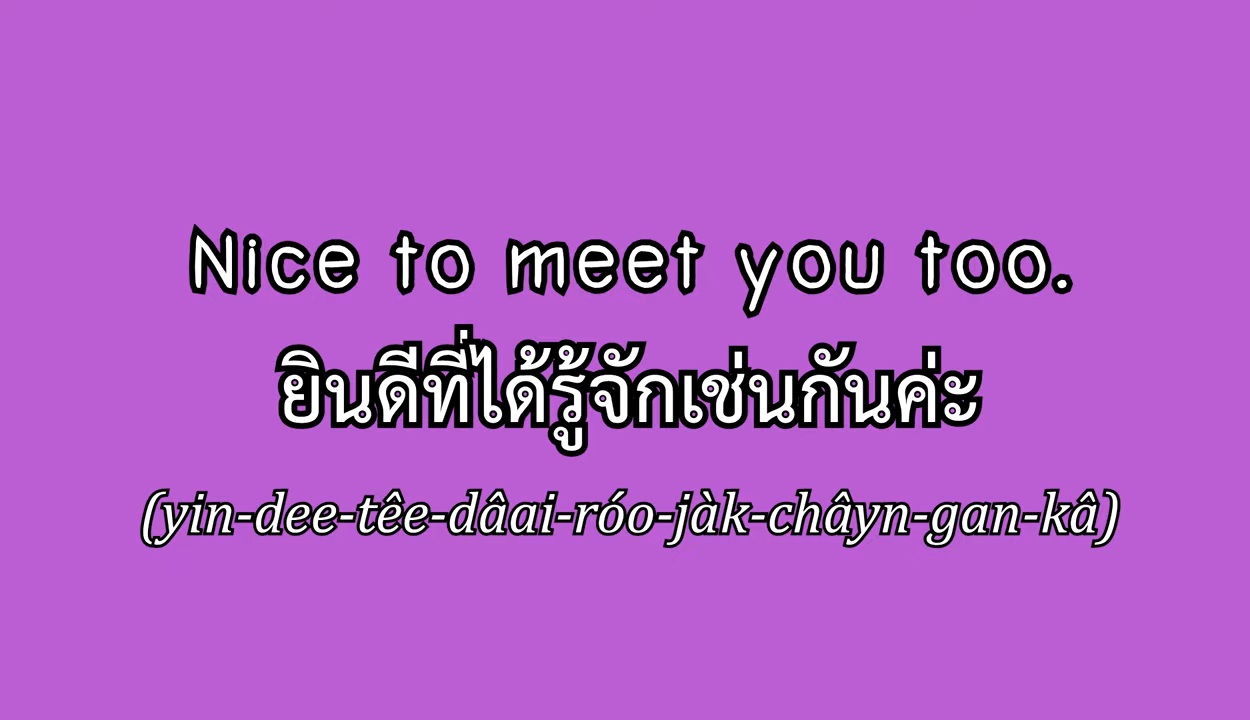 Nice to meet you too.
ยินดีที่ได้รู้จักเช่นกันค่ะ
(yin-dee-têe-dâai-róo-jàk-châyn-gan-kâ)